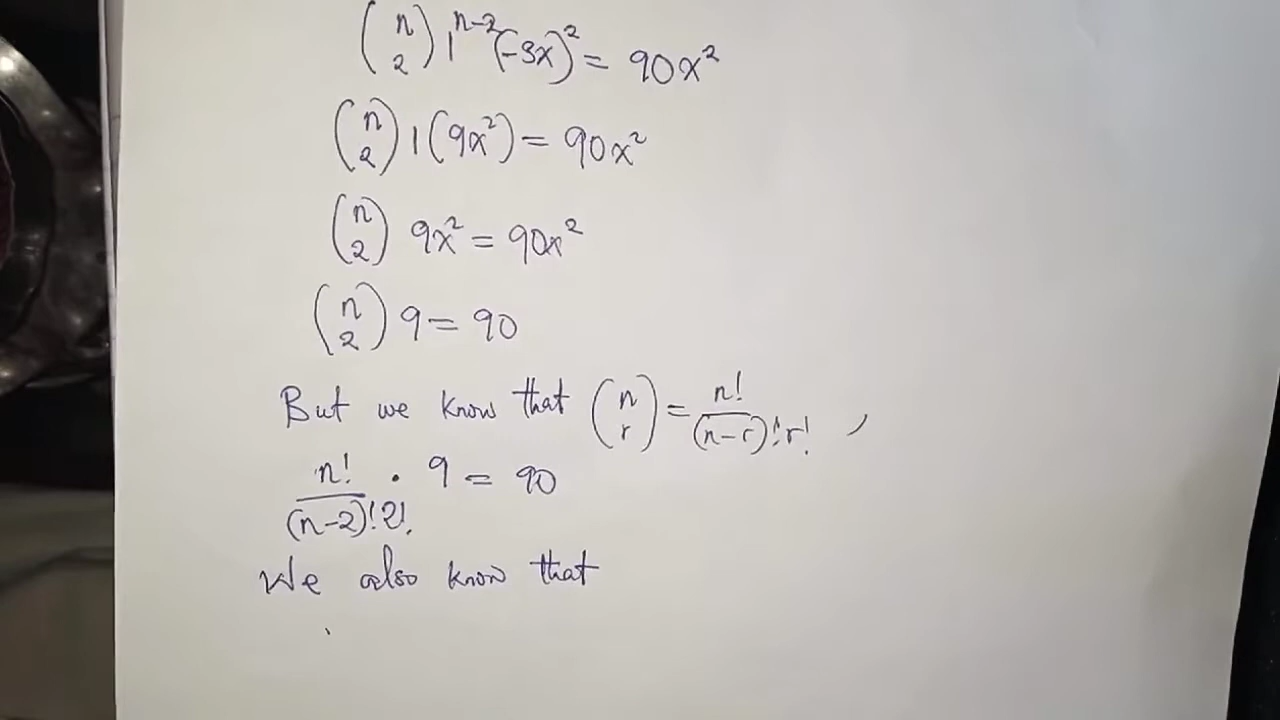 (n 2) 1^{n-2} (-3x)^2 = 90x^2
(n 2) 1 (9x^2) = 90x^2
(n 2) 9x^2 = 90x^2
(n 2) 9 = 90
But we know that (n r) = n! / (n-r)! r! ,
n! / (n-2)! 2! . 9 = 90
We also know that